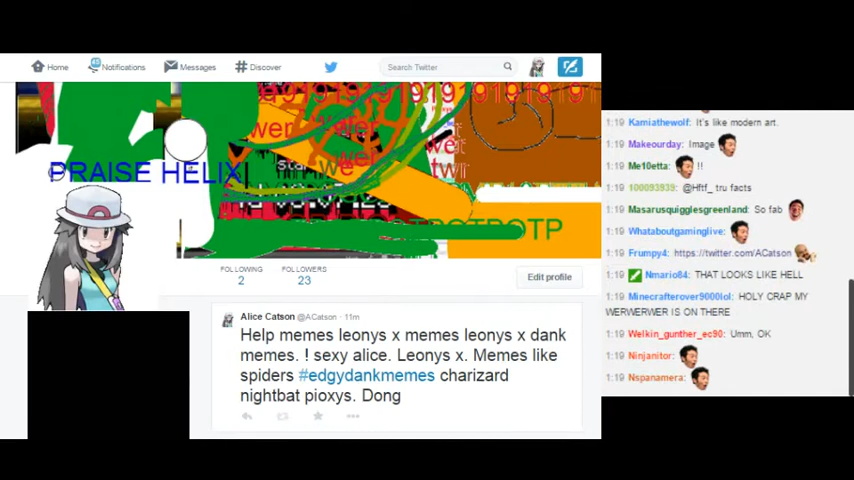 Home Notifications Messages # Discover Search Twitter
PRAISE HELIX
FOLLOWING FOLLOWERS
2 23
Edit profile
Alice Catson @ACatson · 11m
Help memes leonys x memes leonys x dank
memes. ! sexy alice. Leonys x. Memes like
spiders #edgydankmemes charizard
nightbat pioxys. Dong
1:19 Kamiathewolf: It's like modern art.
1:19 Makeourday: Image
1:19 Me10etta: !!
1:19 100093939: @Hftf_ tru facts
1:19 Masarusquigglesgreenland: So fab
1:19 Whataboutgaminglive:
1:19 Frumpy4: https://twitter.com/ACatson
1:19 Nmario84: THAT LOOKS LIKE HELL
1:19 Minecrafterover9000lol: HOLY CRAP MY
WERWERWER IS ON THERE
1:19 Welkin_gunther_ec90: Umm, OK
1:19 Ninjanitor:
1:19 Nspanamera: